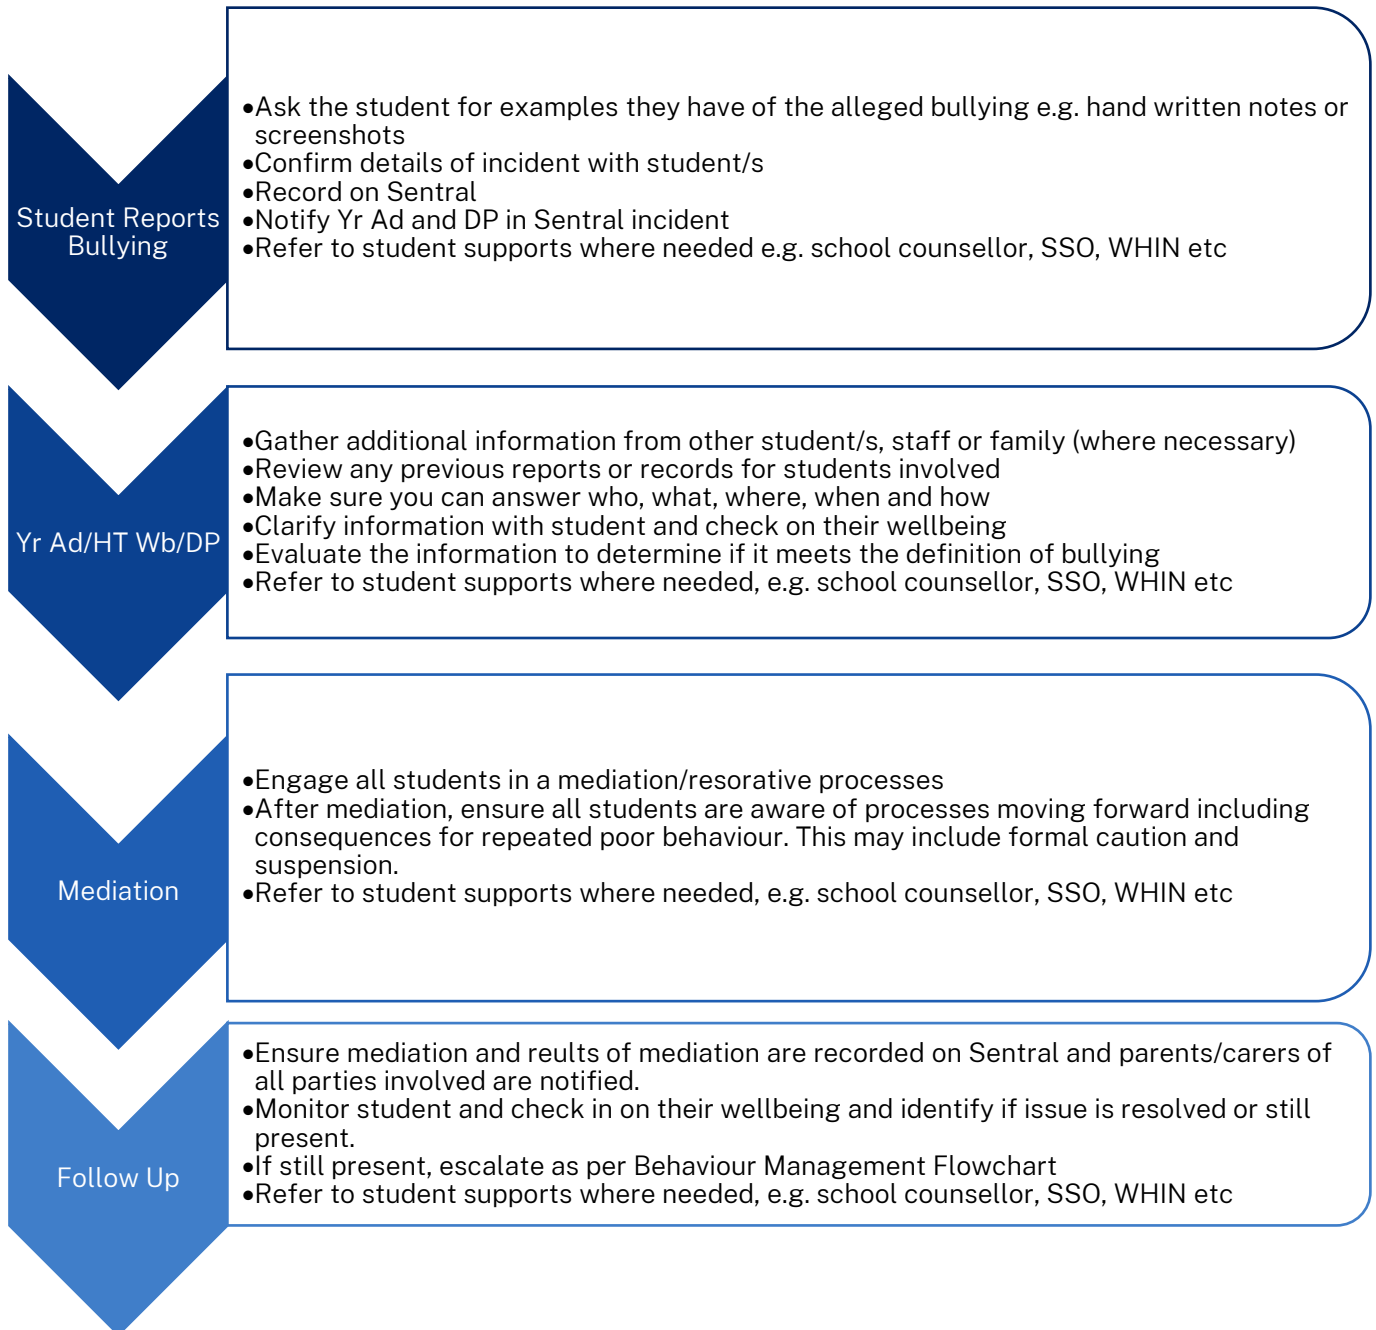 Student Reports
Bullying
•Ask the student for examples they have of the alleged bullying e.g. hand written notes or
screenshots
•Confirm details of incident with student/s
•Record on Sentral
•Notify Yr Ad and DP in Sentral incident
•Refer to student supports where needed e.g. school counsellor, SSO, WHIN etc
Yr Ad/HT Wb/DP
•Gather additional information from other student/s, staff or family (where necessary)
•Review any previous reports or records for students involved
•Make sure you can answer who, what, where, when and how
•Clarify information with student and check on their wellbeing
•Evaluate the information to determine if it meets the definition of bullying
•Refer to student supports where needed, e.g. school counsellor, SSO, WHIN etc
Mediation
•Engage all students in a mediation/resorative processes
•After mediation, ensure all students are aware of processes moving forward including
consequences for repeated poor behaviour. This may include formal caution and
suspension.
•Refer to student supports where needed, e.g. school counsellor, SSO, WHIN etc
Follow Up
•Ensure mediation and reults of mediation are recorded on Sentral and parents/carers of
all parties involved are notified.
•Monitor student and check in on their wellbeing and identify if issue is resolved or still
present.
•If still present, escalate as per Behaviour Management Flowchart
•Refer to student supports where needed, e.g. school counsellor, SSO, WHIN etc